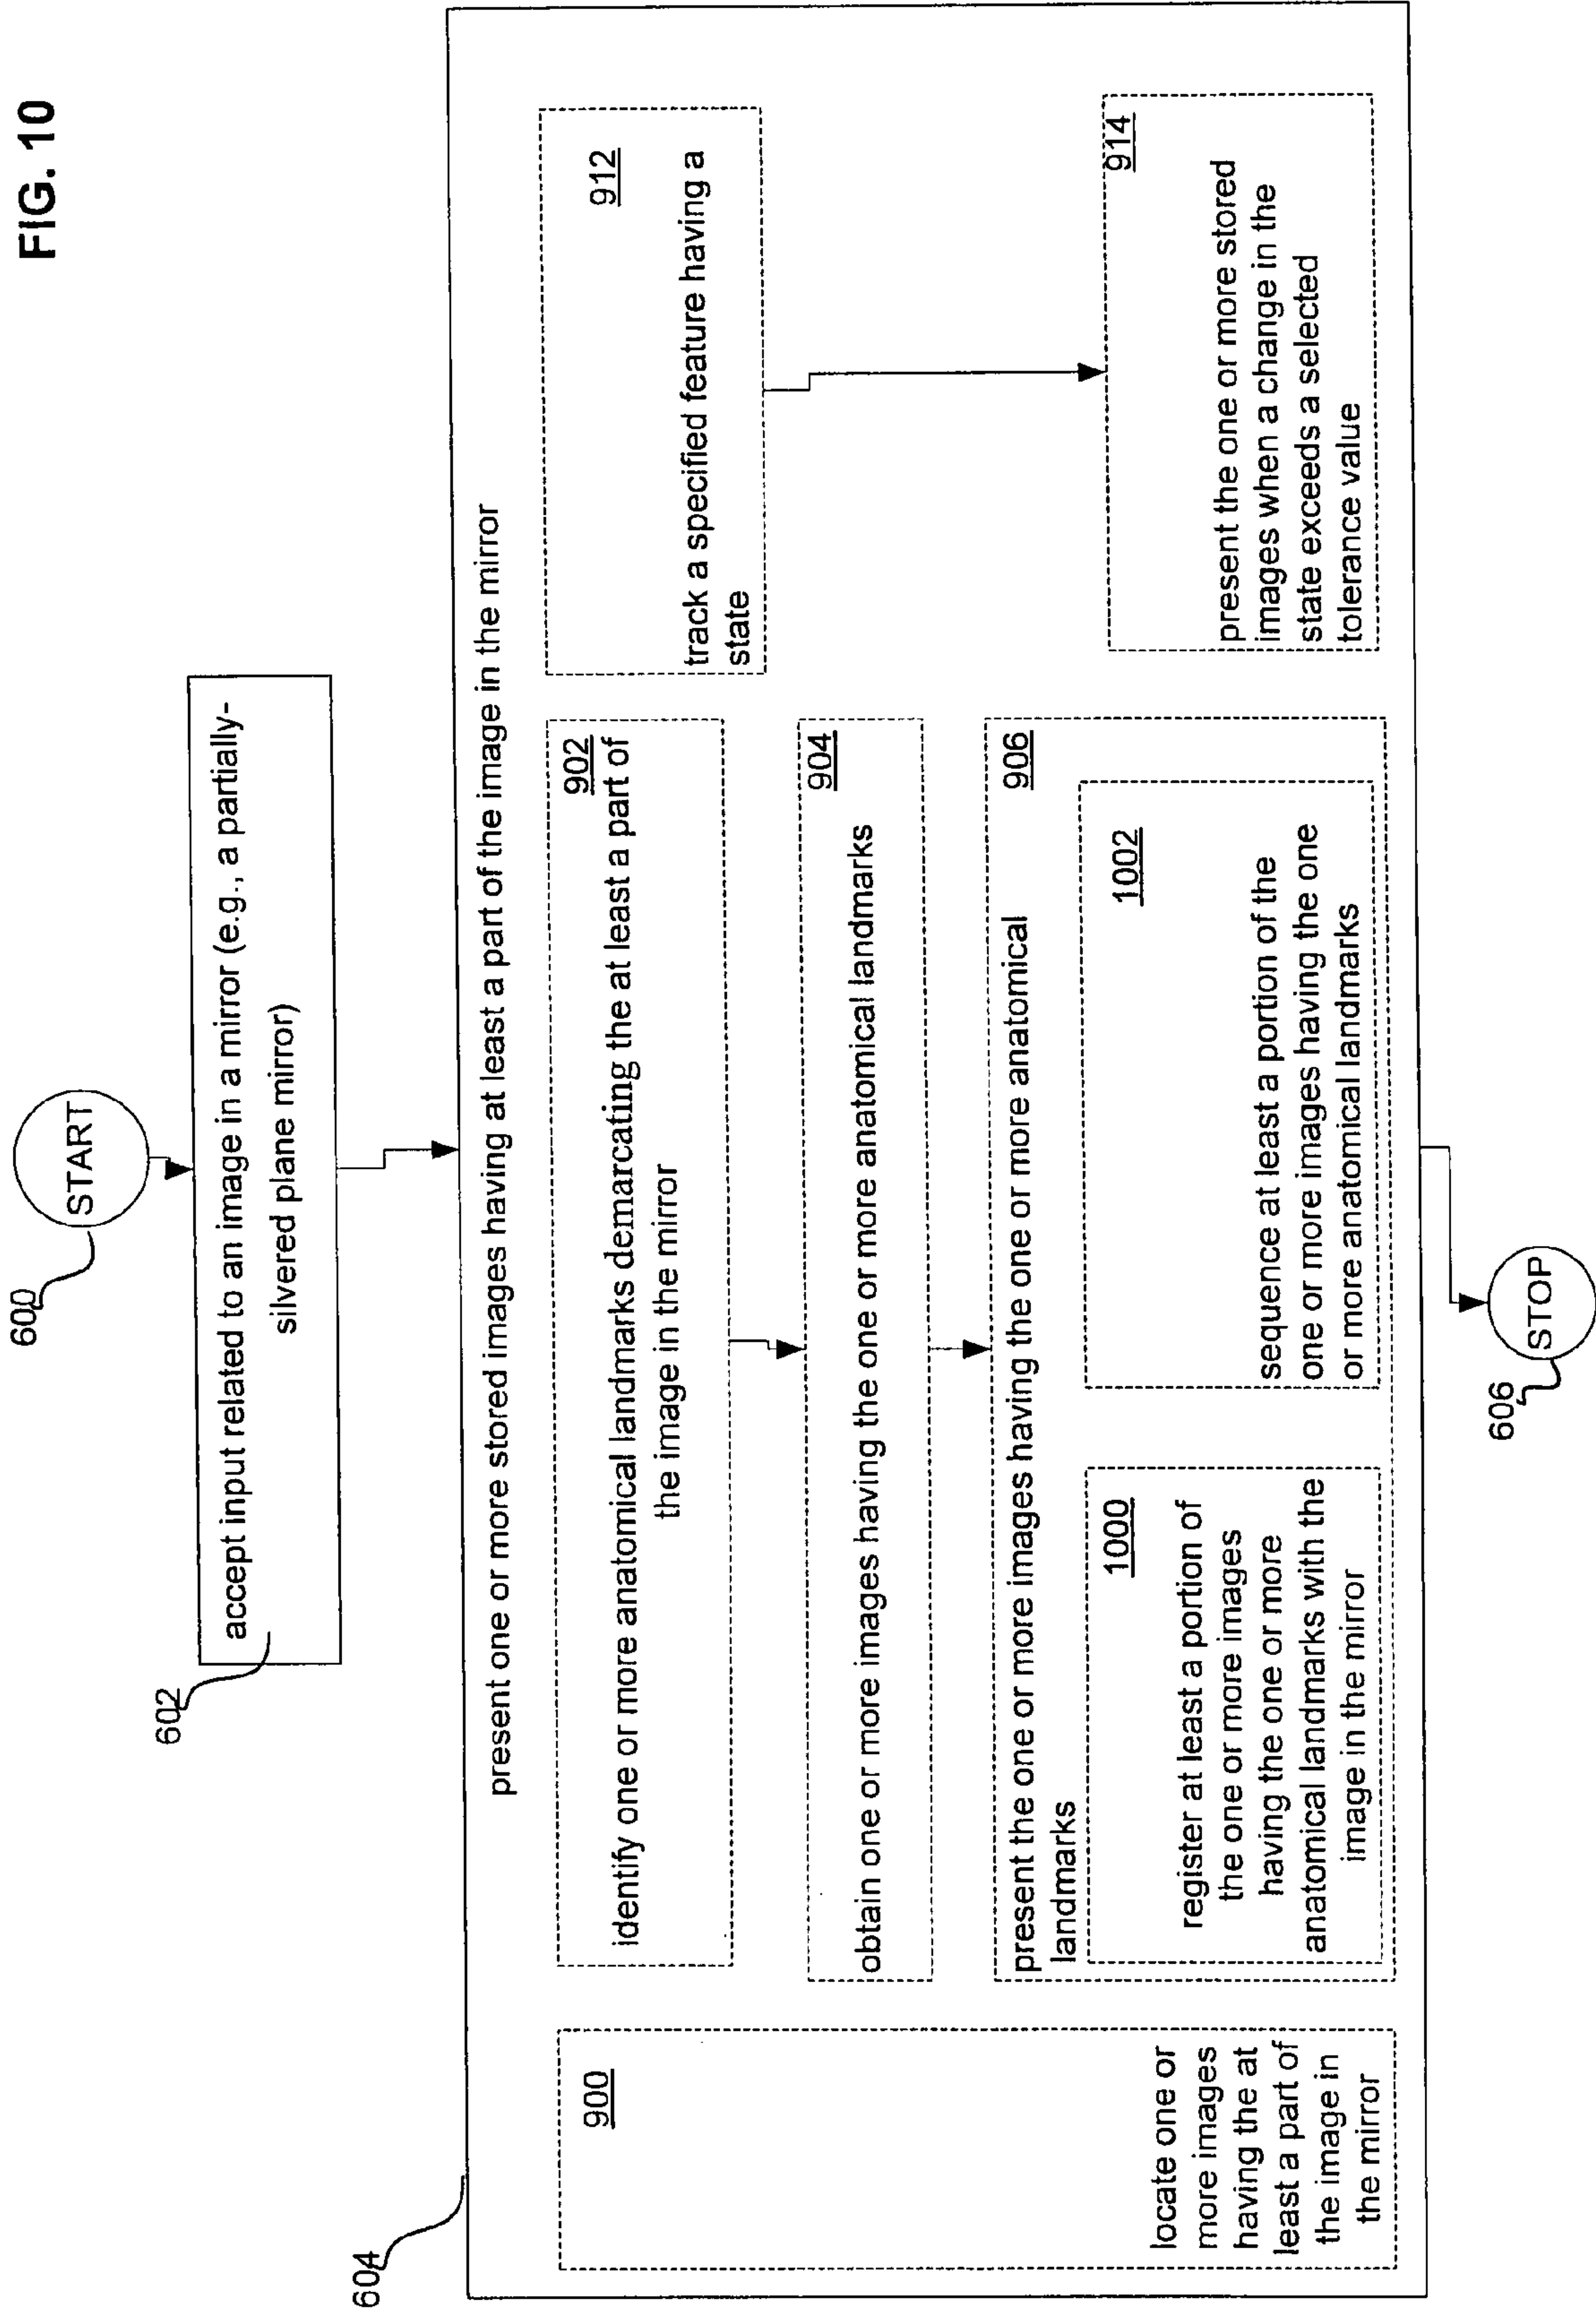 FIG. 10
600
START
602
accept input related to an image in a mirror (e.g., a partially-
silvered plane mirror)
604
present one or more stored images having at least a part of the image in the mirror
900
locate one or
more images
having the at
least a part of
the image in
the mirror
902
identify one or more anatomical landmarks demarcating the at least a part of
the image in the mirror
904
obtain one or more images having the one or more anatomical landmarks
906
present the one or more images having the one or more anatomical
landmarks
1000
register at least a portion of
the one or more images
having the one or more
anatomical landmarks with the
image in the mirror
1002
sequence at least a portion of the
one or more images having the one
or more anatomical landmarks
912
track a specified feature having a
state
914
present the one or more stored
images when a change in the
state exceeds a selected
tolerance value
606
STOP